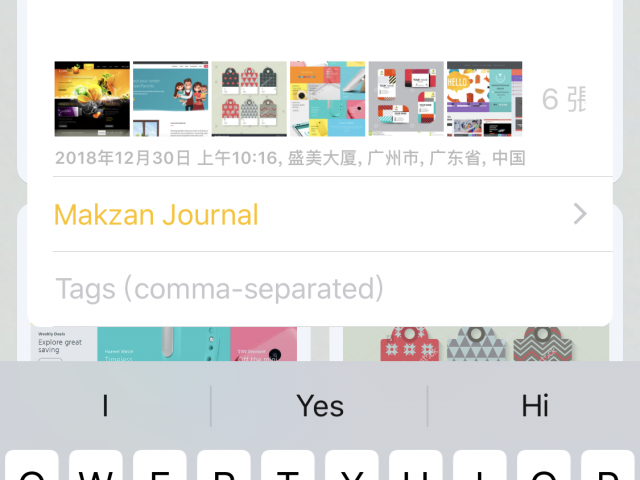 6 張
2018年12月30日 上午10:16, 盛美大厦, 广州市, 广东省, 中国
Makzan Journal
Tags (comma-separated)
Weekly Deals
Explore great
saving
Timeless
I Yes Hi
Q W E R T Y U I O P